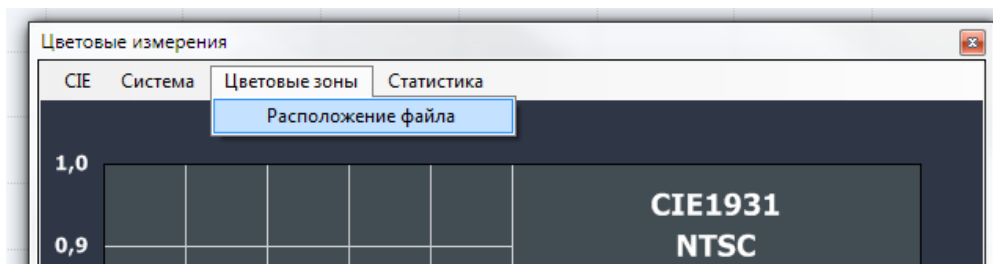 Цветовые измерения
CIE Система Цветовые зоны Статистика
Расположение файла
1,0
CIE1931
0,9 NTSC